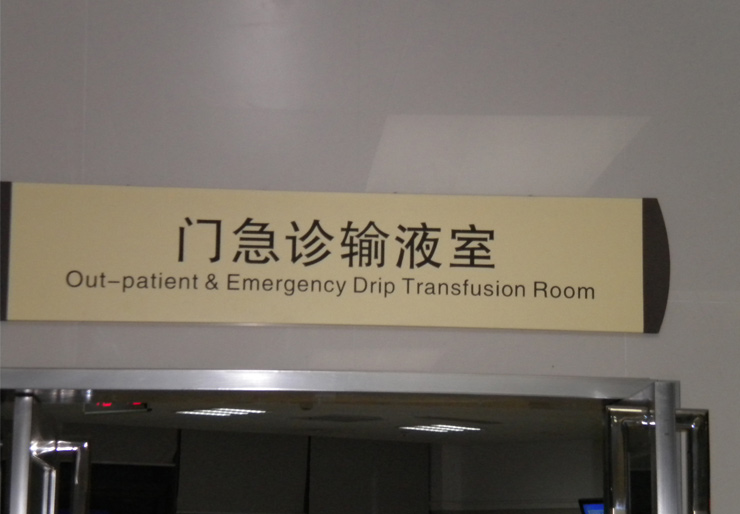 门急诊输液室
Out-patient & Emergency Drip Transfusion Room